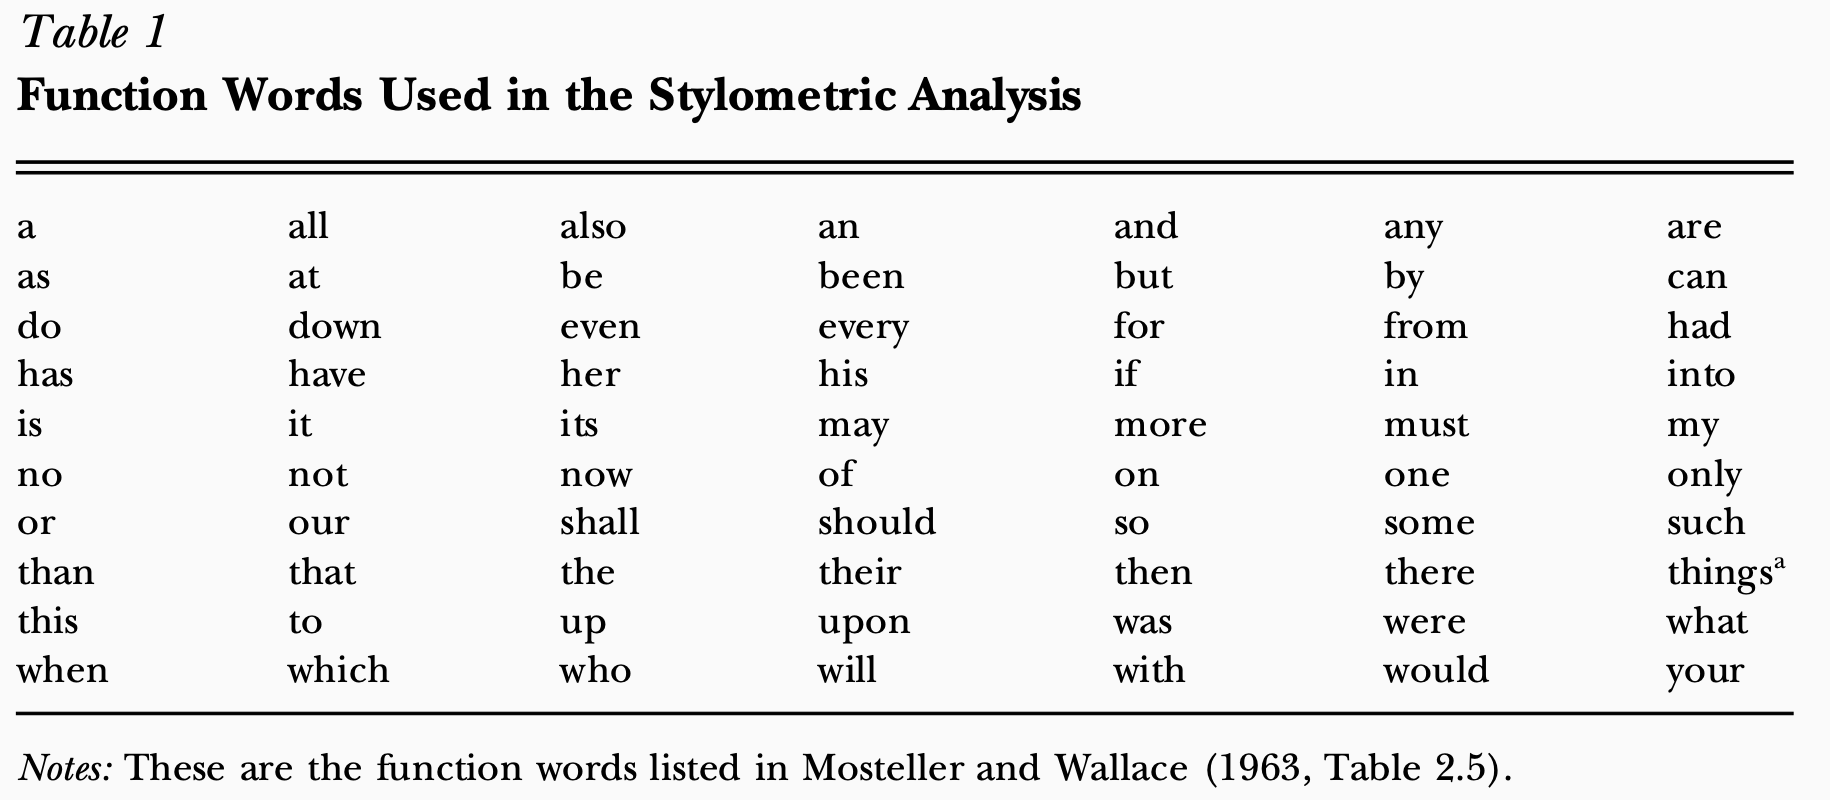 Table 1
Function Words Used in the Stylometric Analysis
a all also an and any are
as at be been but by can
do down even every for from had
has have her his if in into
is it its may more must my
no not now of on one only
or our shall should so some such
than that the their then there thingsᵃ
this to up upon was were what
when which who will with would your
Notes: These are the function words listed in Mosteller and Wallace (1963, Table 2.5).